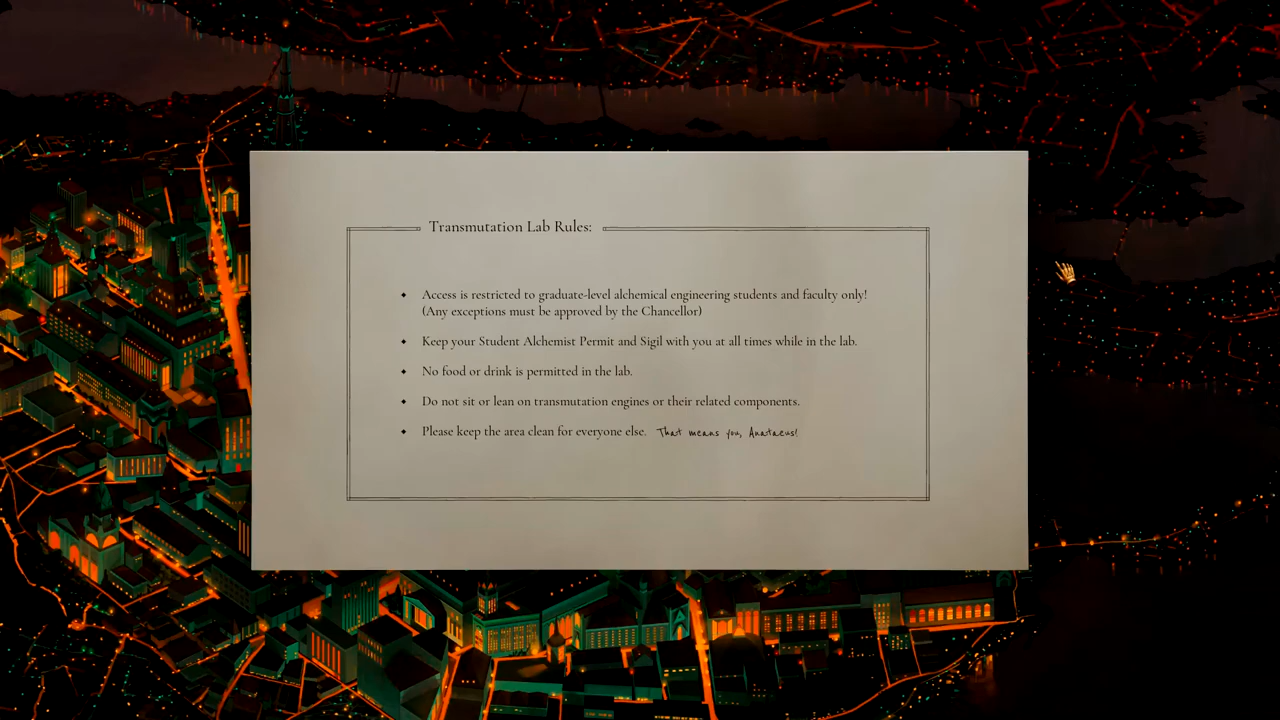 Transmutation Lab Rules:
Access is restricted to graduate-level alchemical engineering students and faculty only!
(Any exceptions must be approved by the Chancellor)
Keep your Student Alchemist Permit and Sigil with you at all times while in the lab.
No food or drink is permitted in the lab.
Do not sit or lean on transmutation engines or their related components.
Please keep the area clean for everyone else. That means you, Anataeus!